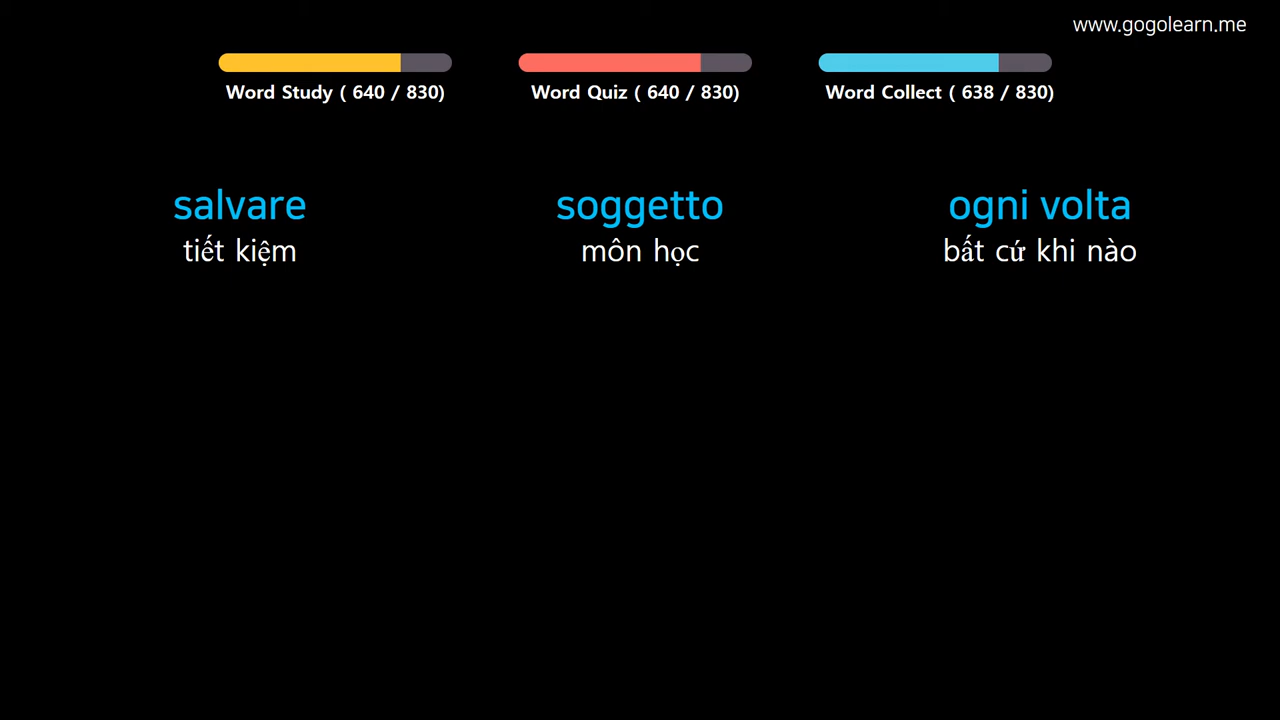 www.gogolearn.me
Word Study ( 640 / 830)
Word Quiz ( 640 / 830)
Word Collect ( 638 / 830)
salvare
tiết kiệm
soggetto
môn học
ogni volta
bất cứ khi nào